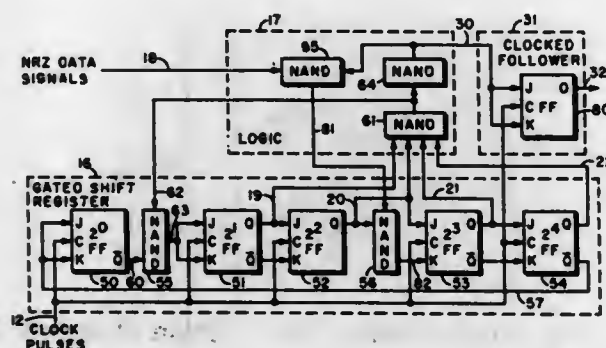 17
30
31
95
NRZ DATA
SIGNALS
18
NAND
NAND
64
CLOCKED
FOLLOWER
32
J Q
C FF
K
80
LOGIC
81
61
NAND
16
GATED SHIFT
REGISTER
62
63
19
20
21
J
C 2⁰
FF
K Q̅
50
60
NAND
55
J Q
C 2¹
FF
K Q̅
51
J Q
C 2²
FF
K
52
NAND
56
82
J Q
C 2³
FF
K Q̅
53
J Q
C 2⁴
FF
K Q̅
54
57
12
CLOCK
PULSES